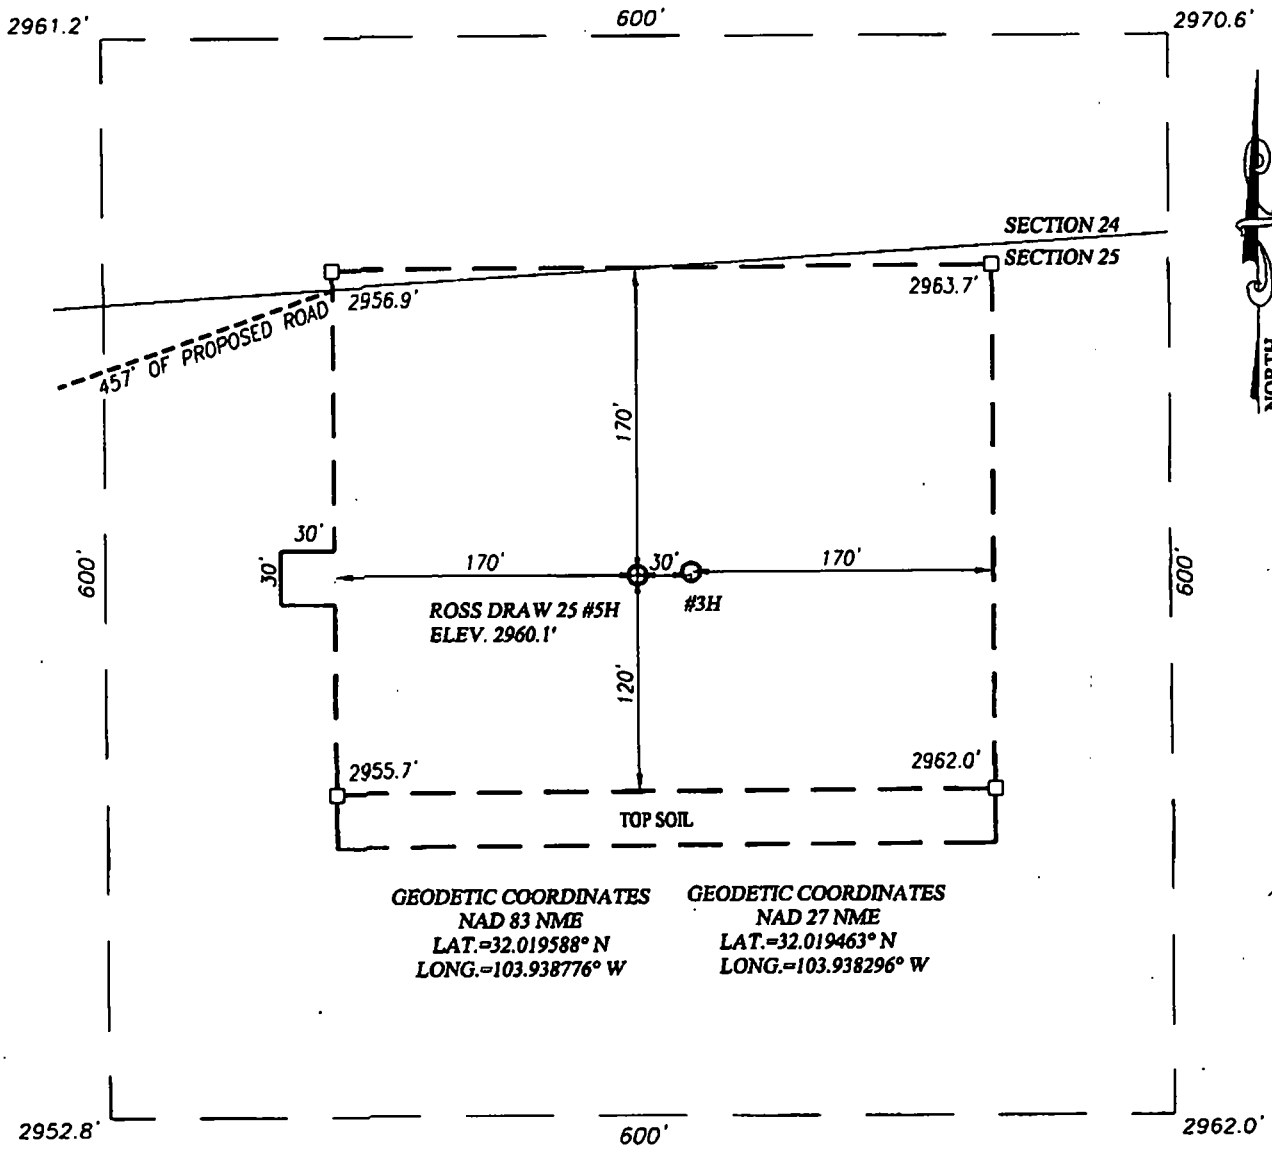 2961.2'
600'
2970.6'
SECTION 24
SECTION 25
2956.9'
2963.7'
457' OF PROPOSED ROAD
NORTH
170'
600'
30'
30'
170'
30'
170'
600'
ROSS DRAW 25 #5H
ELEV. 2960.1'
#3H
120'
2955.7'
2962.0'
TOP SOIL
GEODETIC COORDINATES
NAD 83 NME
LAT.=32.019588° N
LONG.=103.938776° W
GEODETIC COORDINATES
NAD 27 NME
LAT.=32.019463° N
LONG.=103.938296° W
2952.8'
600'
2962.0'